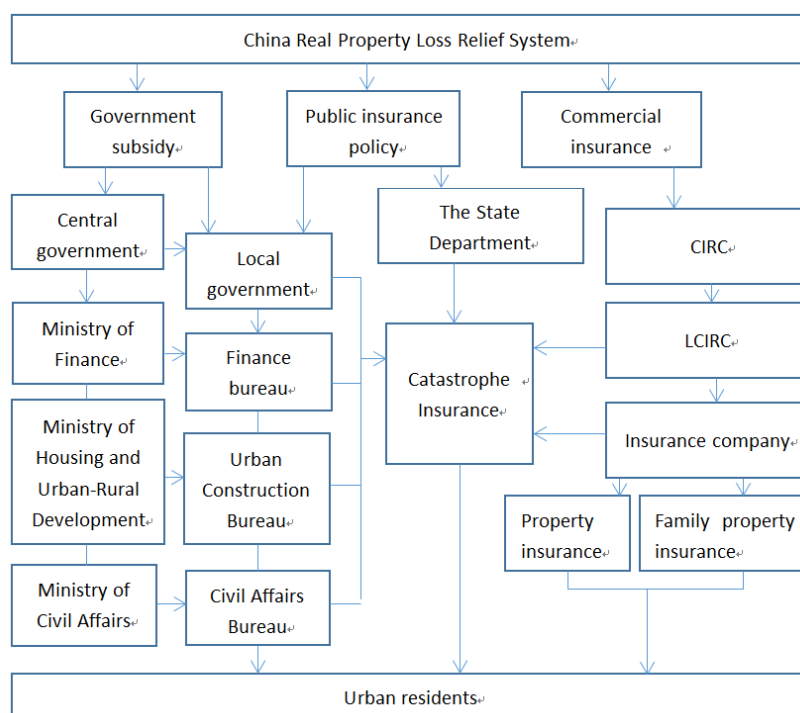 China Real Property Loss Relief System
Government
subsidy
Public insurance
policy
Commercial
insurance
Central
government
Local
government
The State
Department
CIRC
Ministry of
Finance
Finance
bureau
Catastrophe
Insurance
LCIRC
Ministry of
Housing and
Urban-Rural
Development
Urban
Construction
Bureau
Insurance company
Property
insurance
Family property
insurance
Ministry of
Civil Affairs
Civil Affairs
Bureau
Urban residents